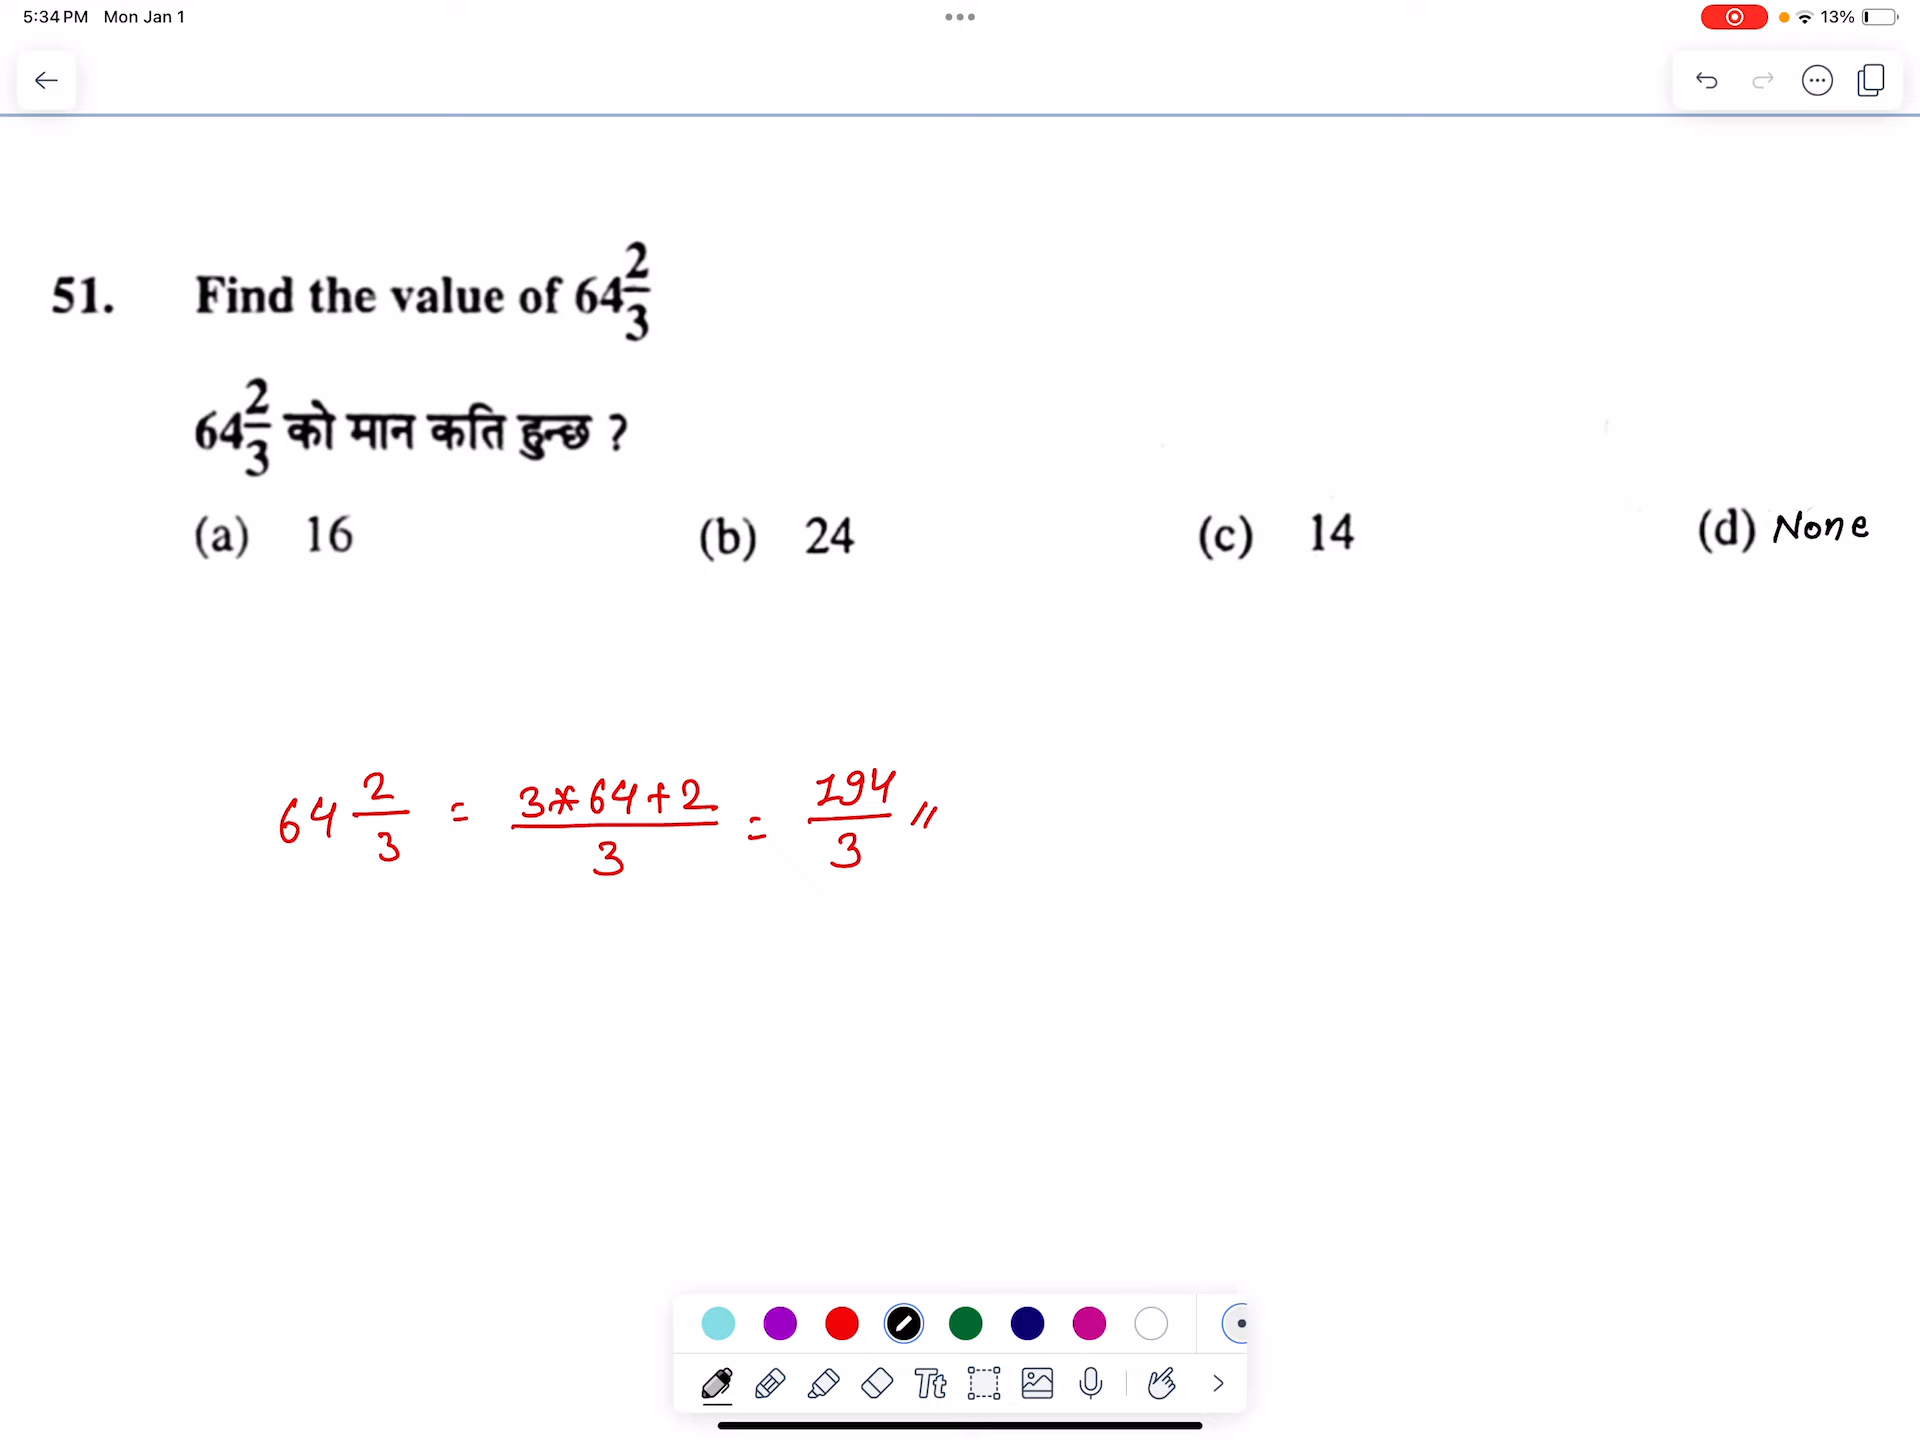 5:34 PM Mon Jan 1
13%
51. Find the value of 64 2/3
64 2/3 को मान कति हुन्छ ?
(a) 16 (b) 24 (c) 14 (d) None
64 2/3 = (3*64+2)/3 = 194/3 //
Tt